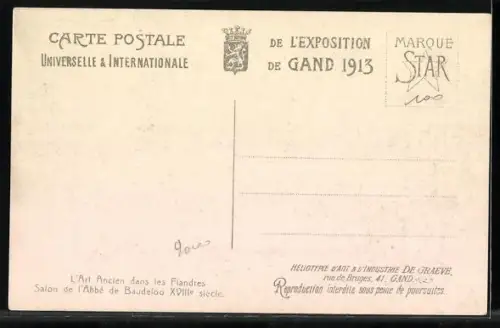 CARTE POSTALE
UNIVERSELLE & INTERNATIONALE
DE L'EXPOSITION
DE GAND 1913
MARQUE
STAR
100
L'Art Ancien dans les Flandres
Salon de l'Abbé de Baudeloo XVIIIe siècle.
HÉLIOTYPIE D'ART & D'INDUSTRIE DE GRAEVE,
rue de Bruges, 41, GAND.
Reproduction interdite sous peine de poursuites.